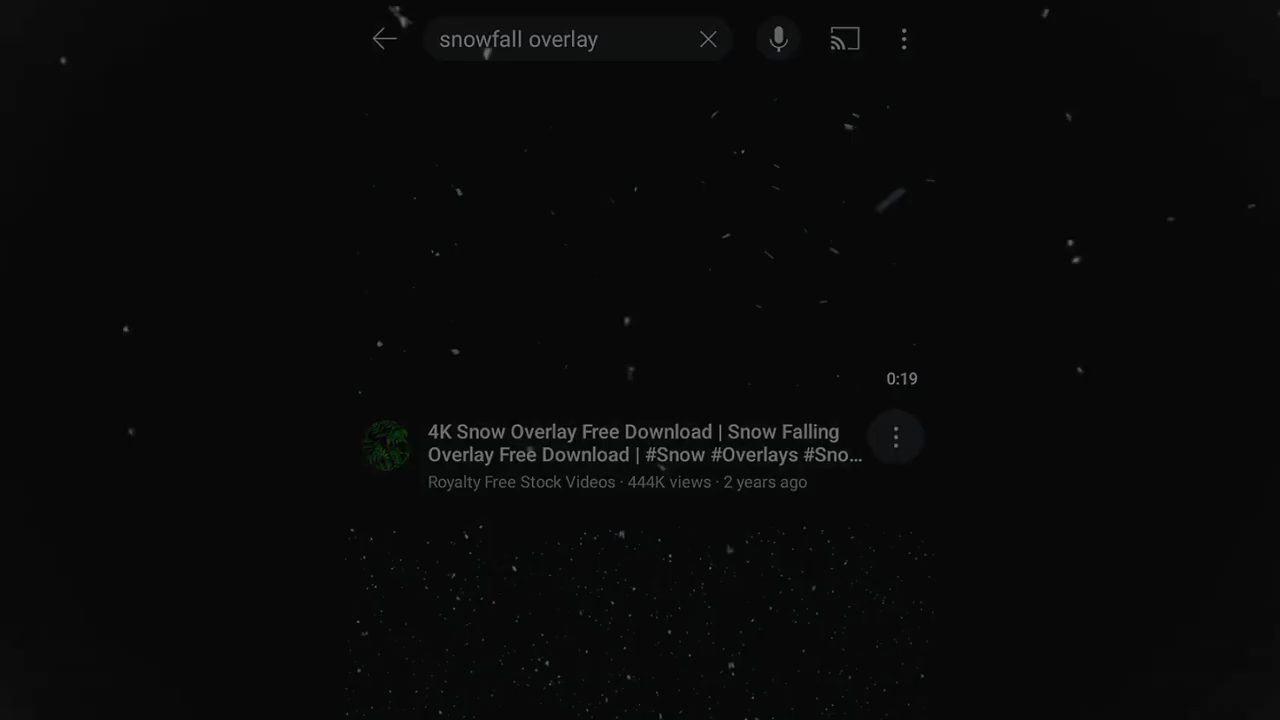 snowfall overlay
0:19
4K Snow Overlay Free Download | Snow Falling
Overlay Free Download | #Snow #Overlays #Sno...
Royalty Free Stock Videos · 444K views · 2 years ago